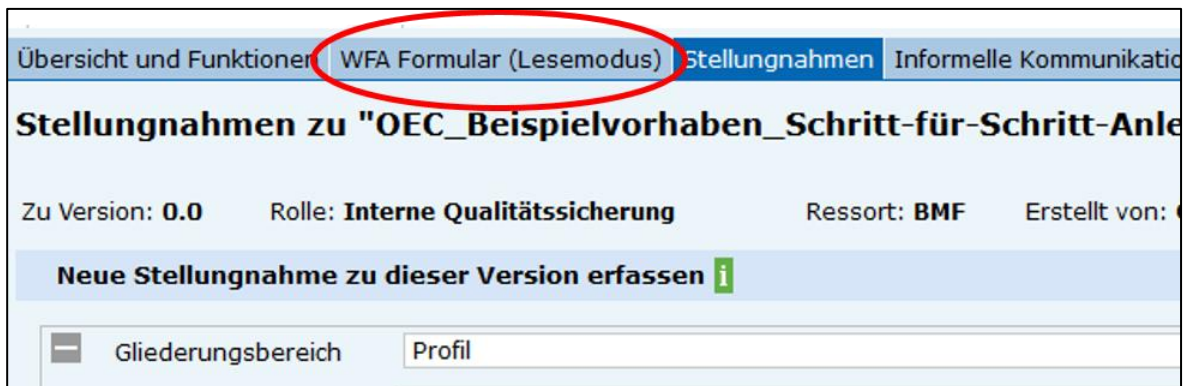 Übersicht und Funktionen WFA Formular (Lesemodus) Stellungnahmen Informelle Kommunikatio
Stellungnahmen zu "OEC_Beispielvorhaben_Schritt-für-Schritt-Anle
Zu Version: 0.0 Rolle: Interne Qualitätssicherung Ressort: BMF Erstellt von:
Neue Stellungnahme zu dieser Version erfassen i
Gliederungsbereich Profil